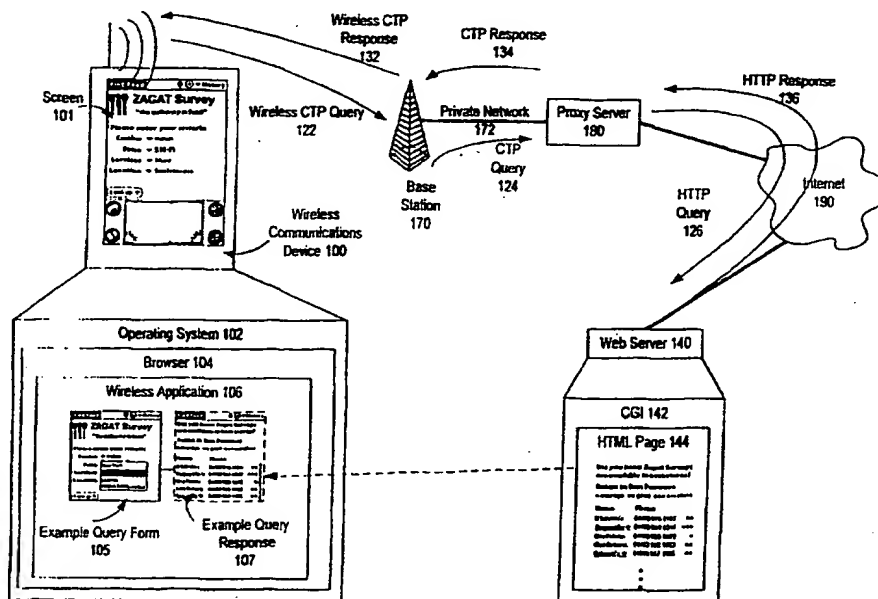 Wireless CTP
Response
132
CTP Response
134
HTTP Response
136
Screen
101
ZAGAT Survey
Please enter your
Wireless CTP Query
122
Private Network
172
CTP
Query
124
Proxy Server
180
Base
Station
170
HTTP
Query
126
Internet
190
Wireless
Communications
Device 100
Operating System 102
Browser 104
Wireless Application 106
ZAGAT Survey
Example Query Form
105
Example Query
Response
107
Web Server 140
CGI 142
HTML Page 144